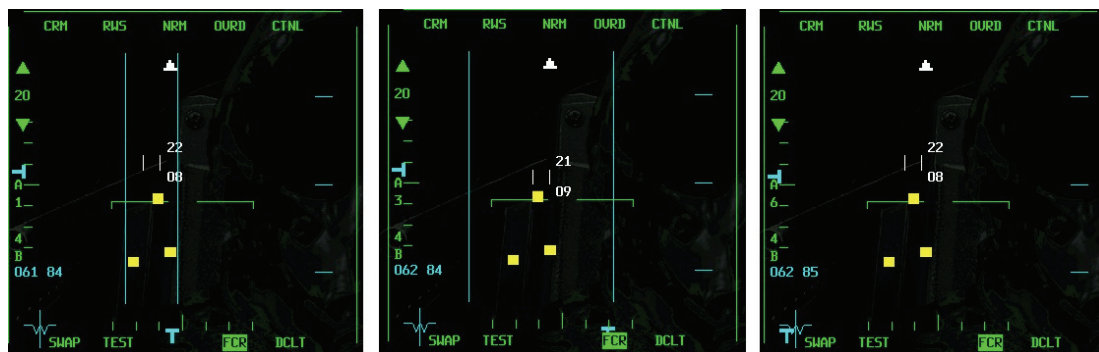 CRM RWS NRM OVRD CTNL
20
22
08
A
1
4
B
061 84
SWAP TEST FCR DCLT
CRM RWS NRM OVRD CTNL
20
21
09
A
3
4
B
062 84
SWAP TEST FCR DCLT
CRM RWS NRM OVRD CTNL
20
22
08
A
6
4
B
062 85
SWAP TEST FCR DCLT